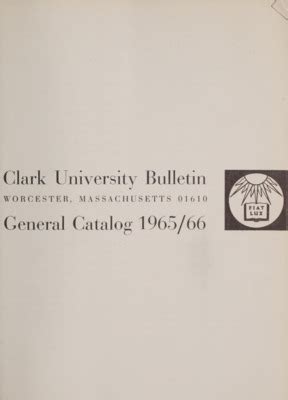 Clark University Bulletin
WORCESTER, MASSACHUSETTS 01610
General Catalog 1965/66
FIAT
LUX